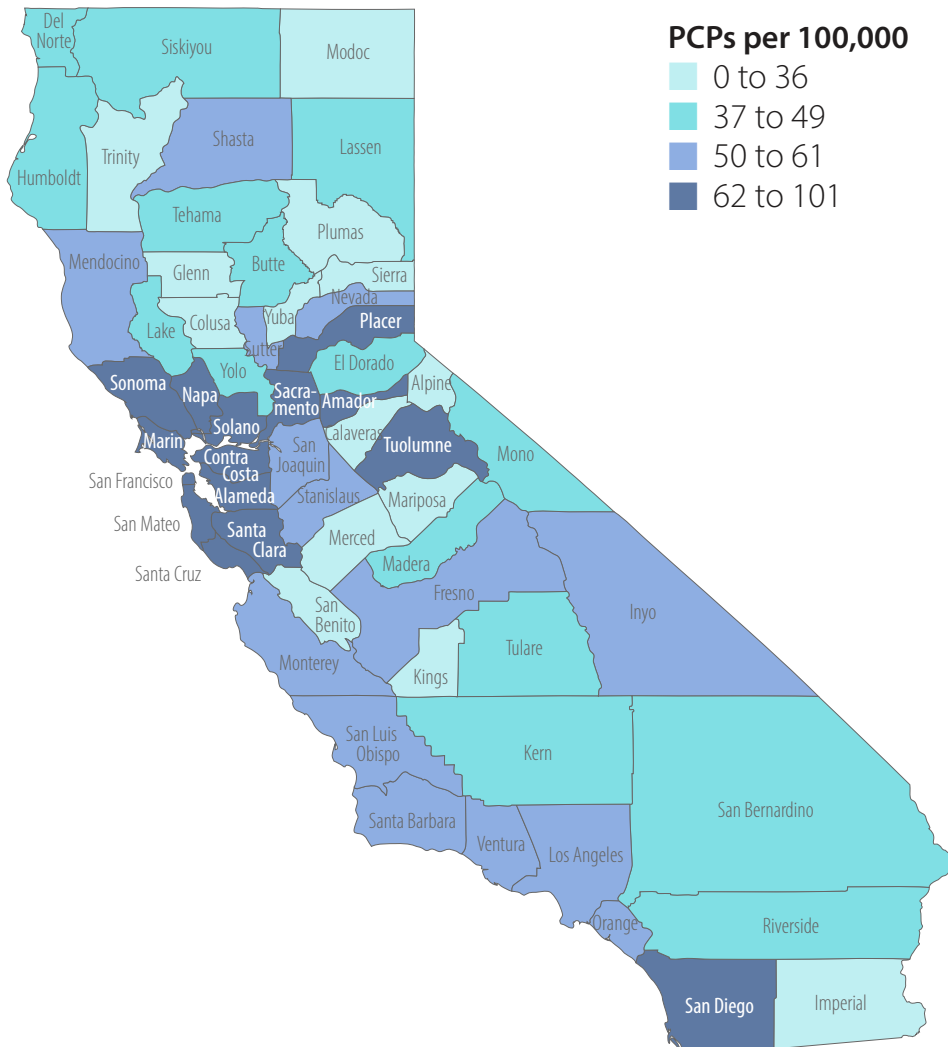 PCPs per 100,000
0 to 36
37 to 49
50 to 61
62 to 101
Del
Norte
Siskiyou
Modoc
Shasta
Lassen
Trinity
Humboldt
Tehama
Plumas
Mendocino
Glenn
Butte
Sierra
Nevada
Colusa
Yuba
Placer
Lake
Sutter
Yolo
El Dorado
Sonoma
Napa
Sacra-
mento
Amador
Alpine
Solano
Calaveras
Marin
Contra
Costa
San
Joaquin
Tuolumne
Mono
San Francisco
Alameda
Stanislaus
Mariposa
San Mateo
Santa
Clara
Merced
Madera
Santa Cruz
San
Benito
Fresno
Inyo
Monterey
Kings
Tulare
San Luis
Obispo
Kern
San Bernardino
Santa Barbara
Ventura
Los Angeles
Orange
Riverside
San Diego
Imperial